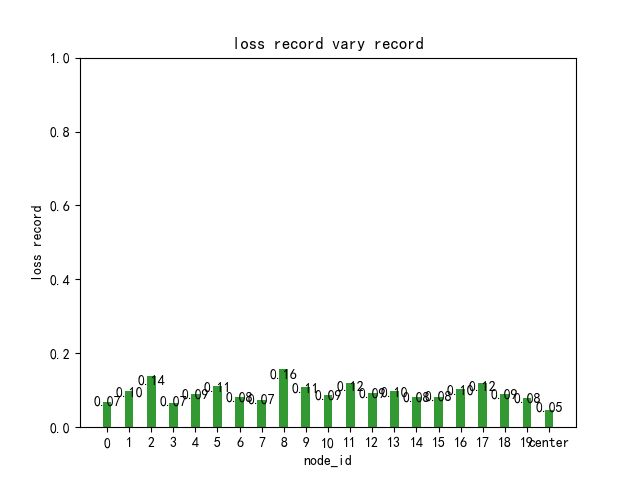 loss record vary record
1.0
0.8
0.6
0.4
0.2
0.0
loss record
0.07 0.10 0.14 0.07 0.09 0.11 0.08 0.07 0.16 0.11 0.09 0.12 0.09 0.10 0.08 0.08 0.10 0.12 0.09 0.08 0.05
0 1 2 3 4 5 6 7 8 9 10 11 12 13 14 15 16 17 18 19 center
node_id